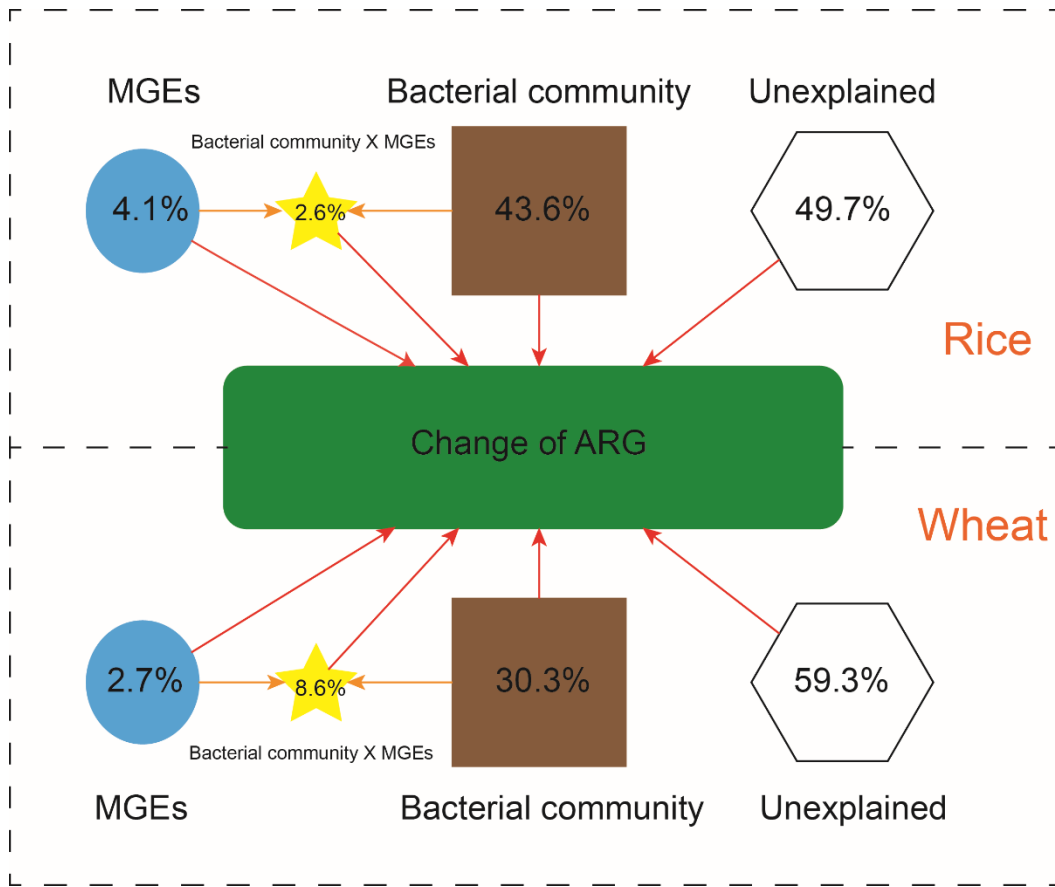 MGEs
Bacterial community
Unexplained
Bacterial community X MGEs
4.1%
2.6%
43.6%
49.7%
Rice
Change of ARG
Wheat
2.7%
8.6%
30.3%
59.3%
Bacterial community X MGEs
MGEs
Bacterial community
Unexplained